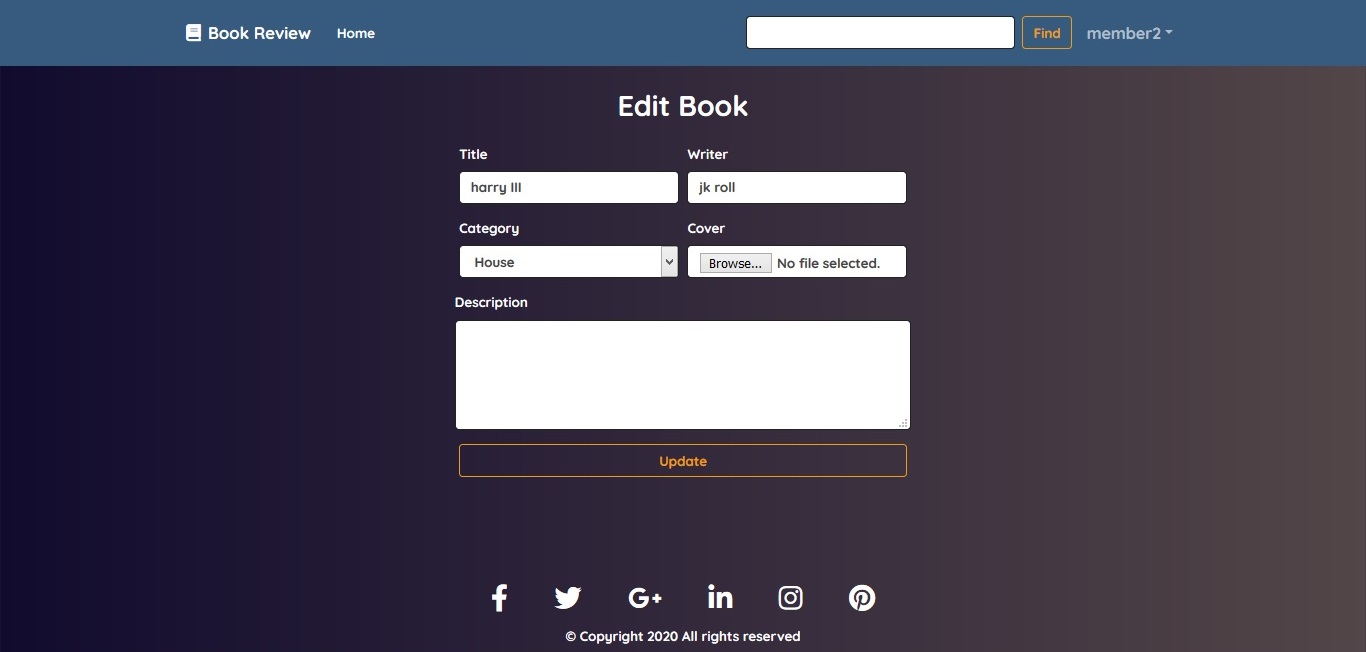 Book Review Home Find member2
Edit Book
Title Writer
harry III jk roll
Category Cover
House Browse... No file selected.
Description
Update
© Copyright 2020 All rights reserved